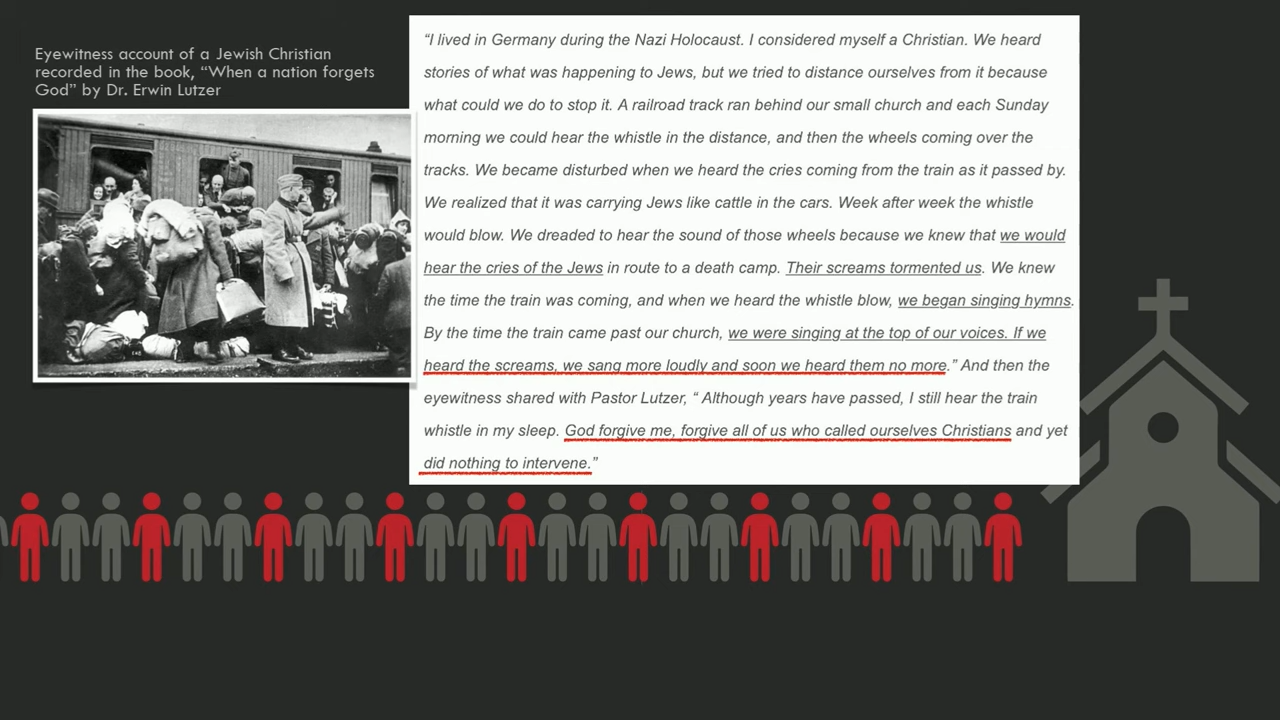 Eyewitness account of a Jewish Christian
recorded in the book, “When a nation forgets
God” by Dr. Erwin Lutzer
“I lived in Germany during the Nazi Holocaust. I considered myself a Christian. We heard
stories of what was happening to Jews, but we tried to distance ourselves from it because
what could we do to stop it. A railroad track ran behind our small church and each Sunday
morning we could hear the whistle in the distance, and then the wheels coming over the
tracks. We became disturbed when we heard the cries coming from the train as it passed by.
We realized that it was carrying Jews like cattle in the cars. Week after week the whistle
would blow. We dreaded to hear the sound of those wheels because we knew that we would
hear the cries of the Jews in route to a death camp. Their screams tormented us. We knew
the time the train was coming, and when we heard the whistle blow, we began singing hymns.
By the time the train came past our church, we were singing at the top of our voices. If we
heard the screams, we sang more loudly and soon we heard them no more.” And then the
eyewitness shared with Pastor Lutzer, “ Although years have passed, I still hear the train
whistle in my sleep. God forgive me, forgive all of us who called ourselves Christians and yet
did nothing to intervene.”